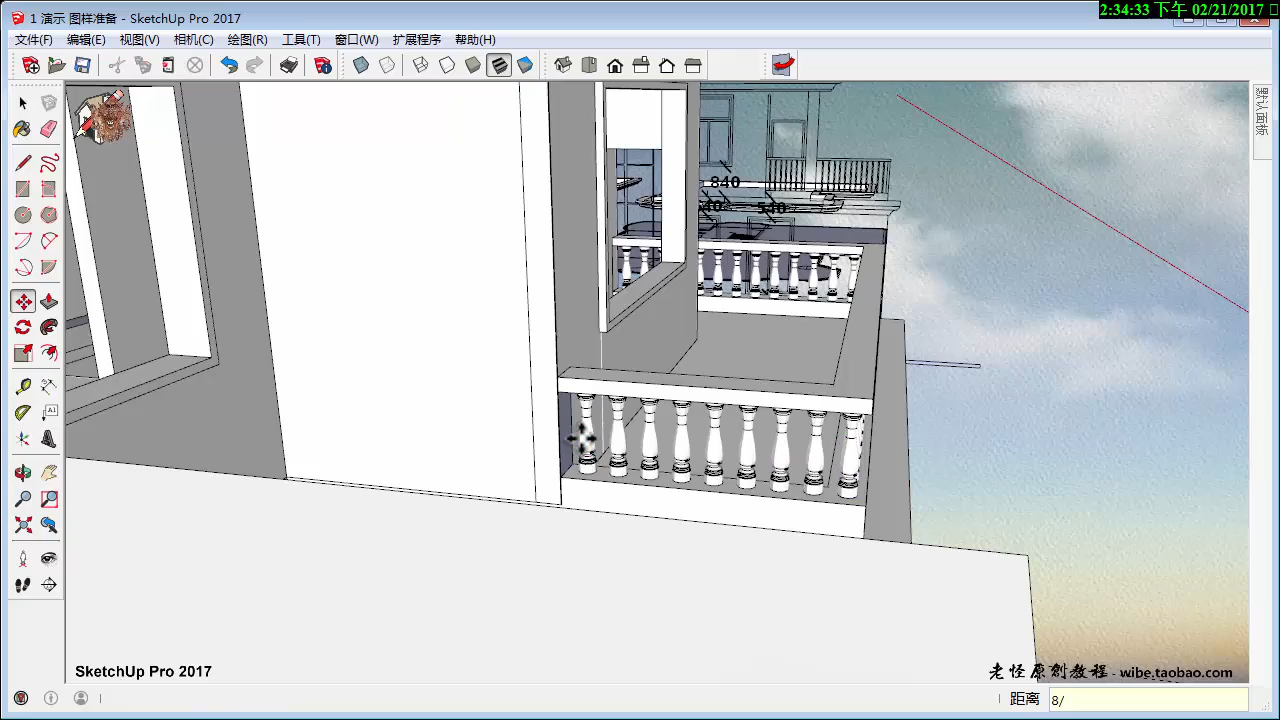 2:34:33 下午 02/21/2017
1 演示 图样准备 - SketchUp Pro 2017
文件(F) 编辑(E) 视图(V) 相机(C) 绘图(R) 工具(T) 窗口(W) 扩展程序 帮助(H)
默认面板
840
A1
SketchUp Pro 2017
老怪原创教程 - wibe.taobao.com
距离 8/